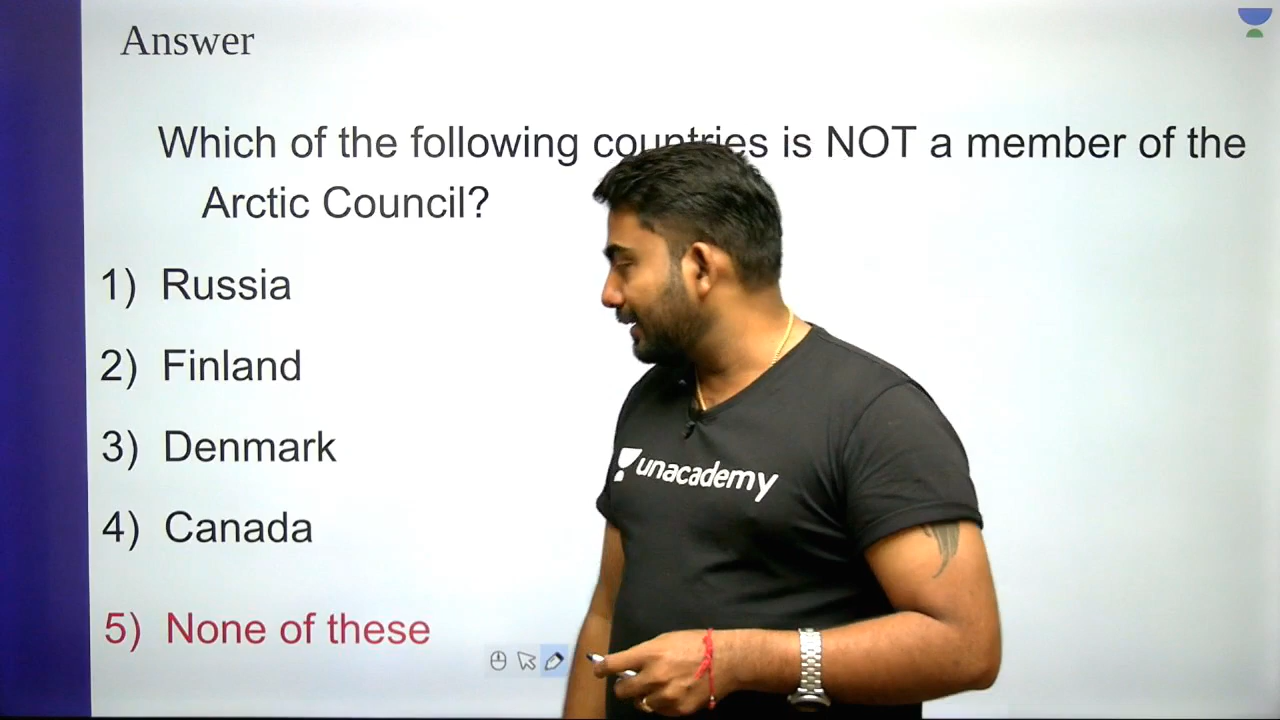 Answer
Which of the following countries is NOT a member of the
Arctic Council?
1) Russia
2) Finland
3) Denmark
4) Canada
5) None of these
unacademy